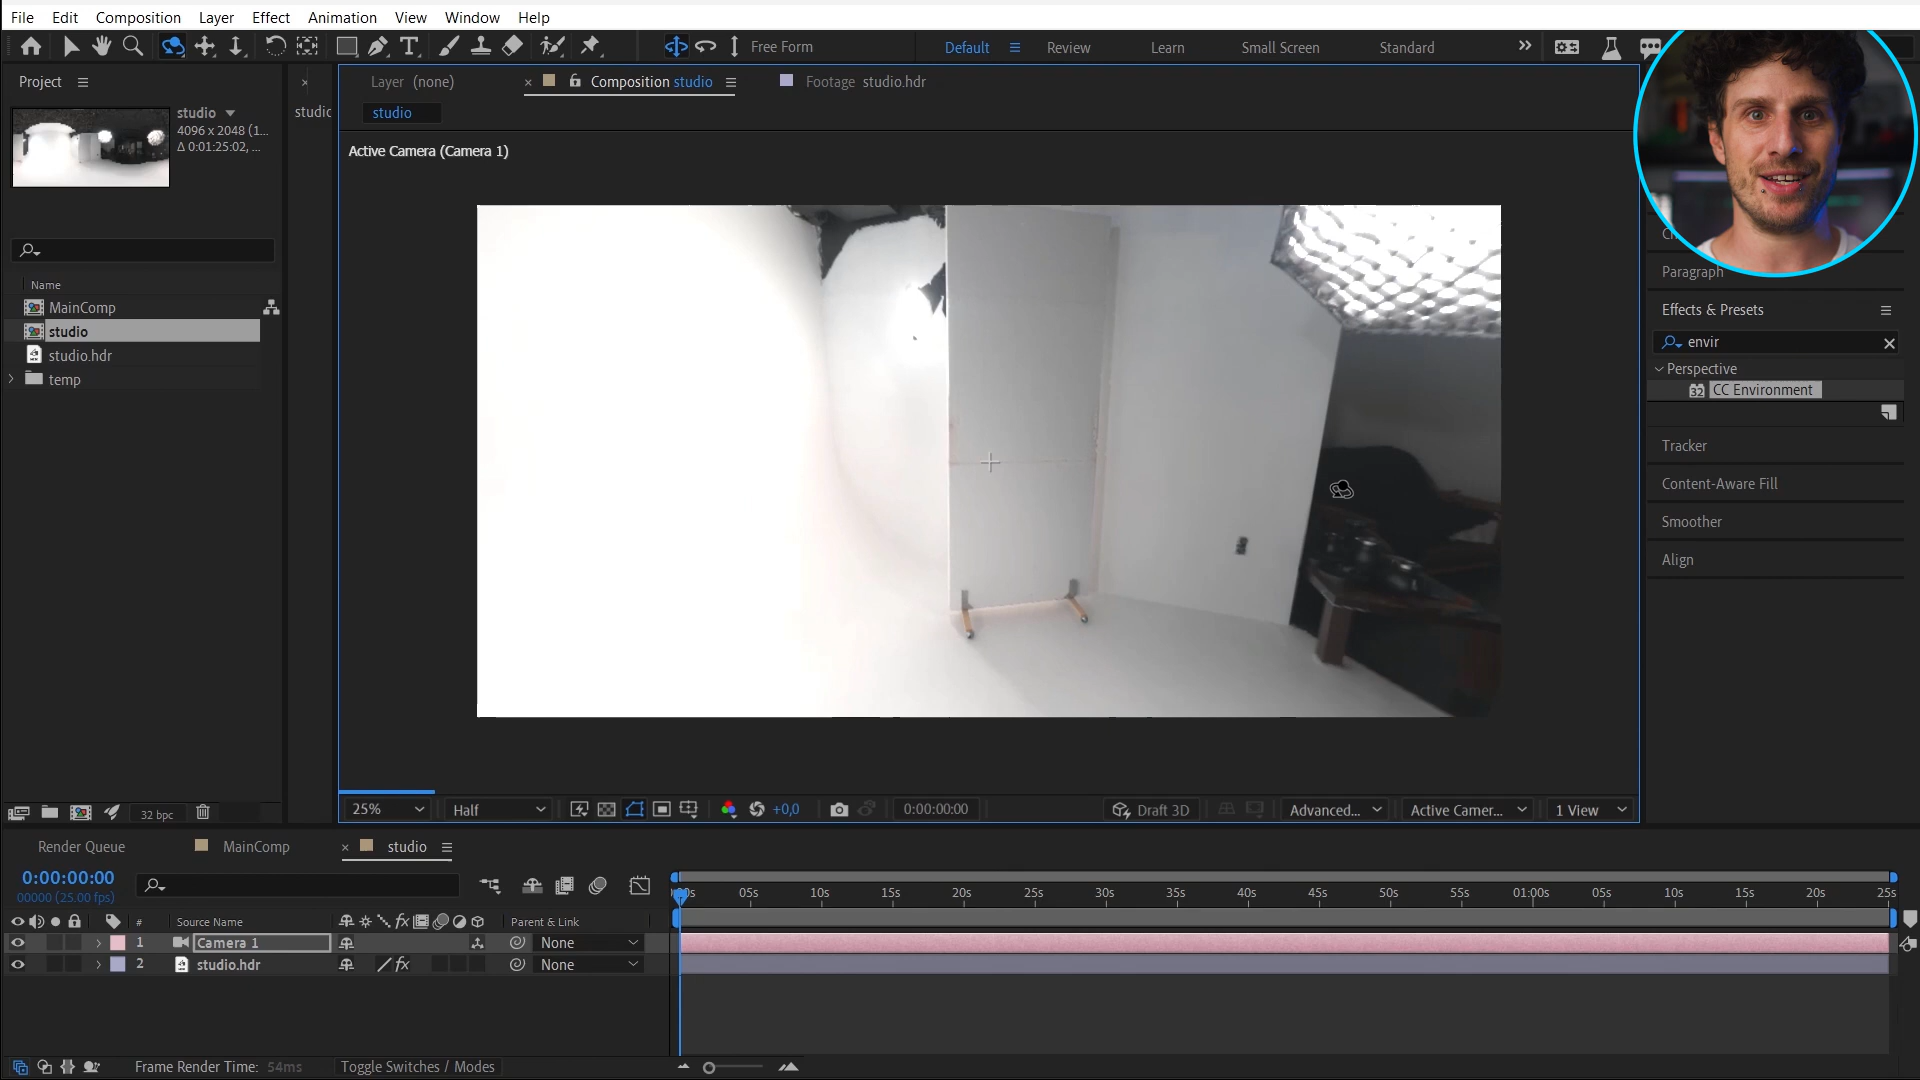 File Edit Composition Layer Effect Animation View Window Help
Free Form Default Review Learn Small Screen Standard
Project
Layer (none) Composition studio Footage studio.hdr
studio
4096 x 2048 (1...
Δ 0:01:25:02, ...
studio
studio
Active Camera (Camera 1)
Paragraph
Effects & Presets
envir
Perspective
32 CC Environment
Tracker
Content-Aware Fill
Smoother
Align
Name
MainComp
studio
studio.hdr
temp
32 bpc
25% Half +0,0 0:00:00:00 Draft 3D Advanced... Active Camer... 1 View
Render Queue MainComp studio
0:00:00:00
00000 (25.00 fps)
05s 10s 15s 20s 25s 30s 35s 40s 45s 50s 55s 01:00s 05s 10s 15s 20s 25s
# Source Name fx Parent & Link
1 Camera 1 None
2 studio.hdr fx None
Frame Render Time: 54ms Toggle Switches / Modes